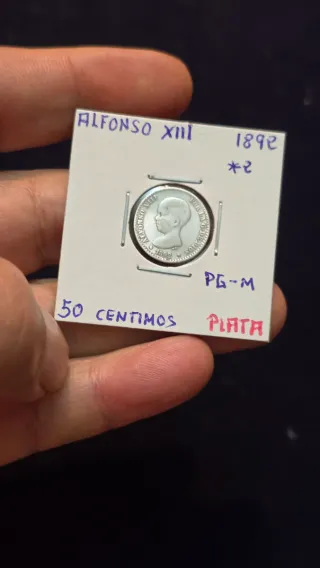 ALFONSO XIII 1892
*2
PG-M
50 CENTIMOS PLATA